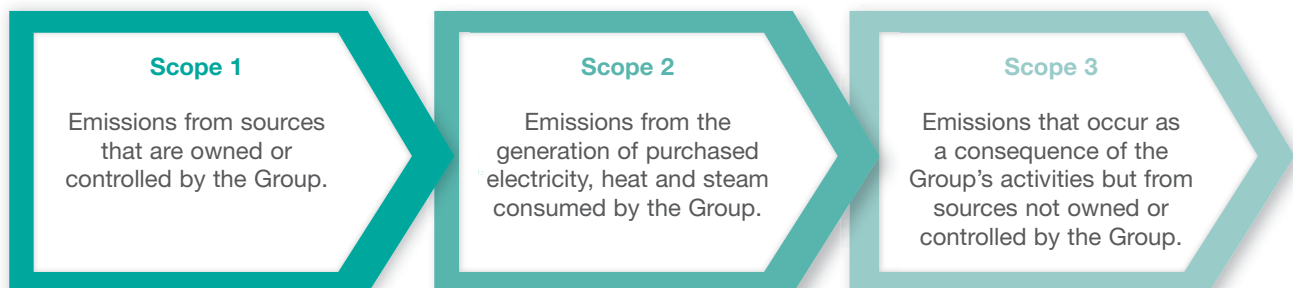 Scope 1
Emissions from sources
that are owned or
controlled by the Group.
Scope 2
Emissions from the
generation of purchased
electricity, heat and steam
consumed by the Group.
Scope 3
Emissions that occur as
a consequence of the
Group’s activities but from
sources not owned or
controlled by the Group.